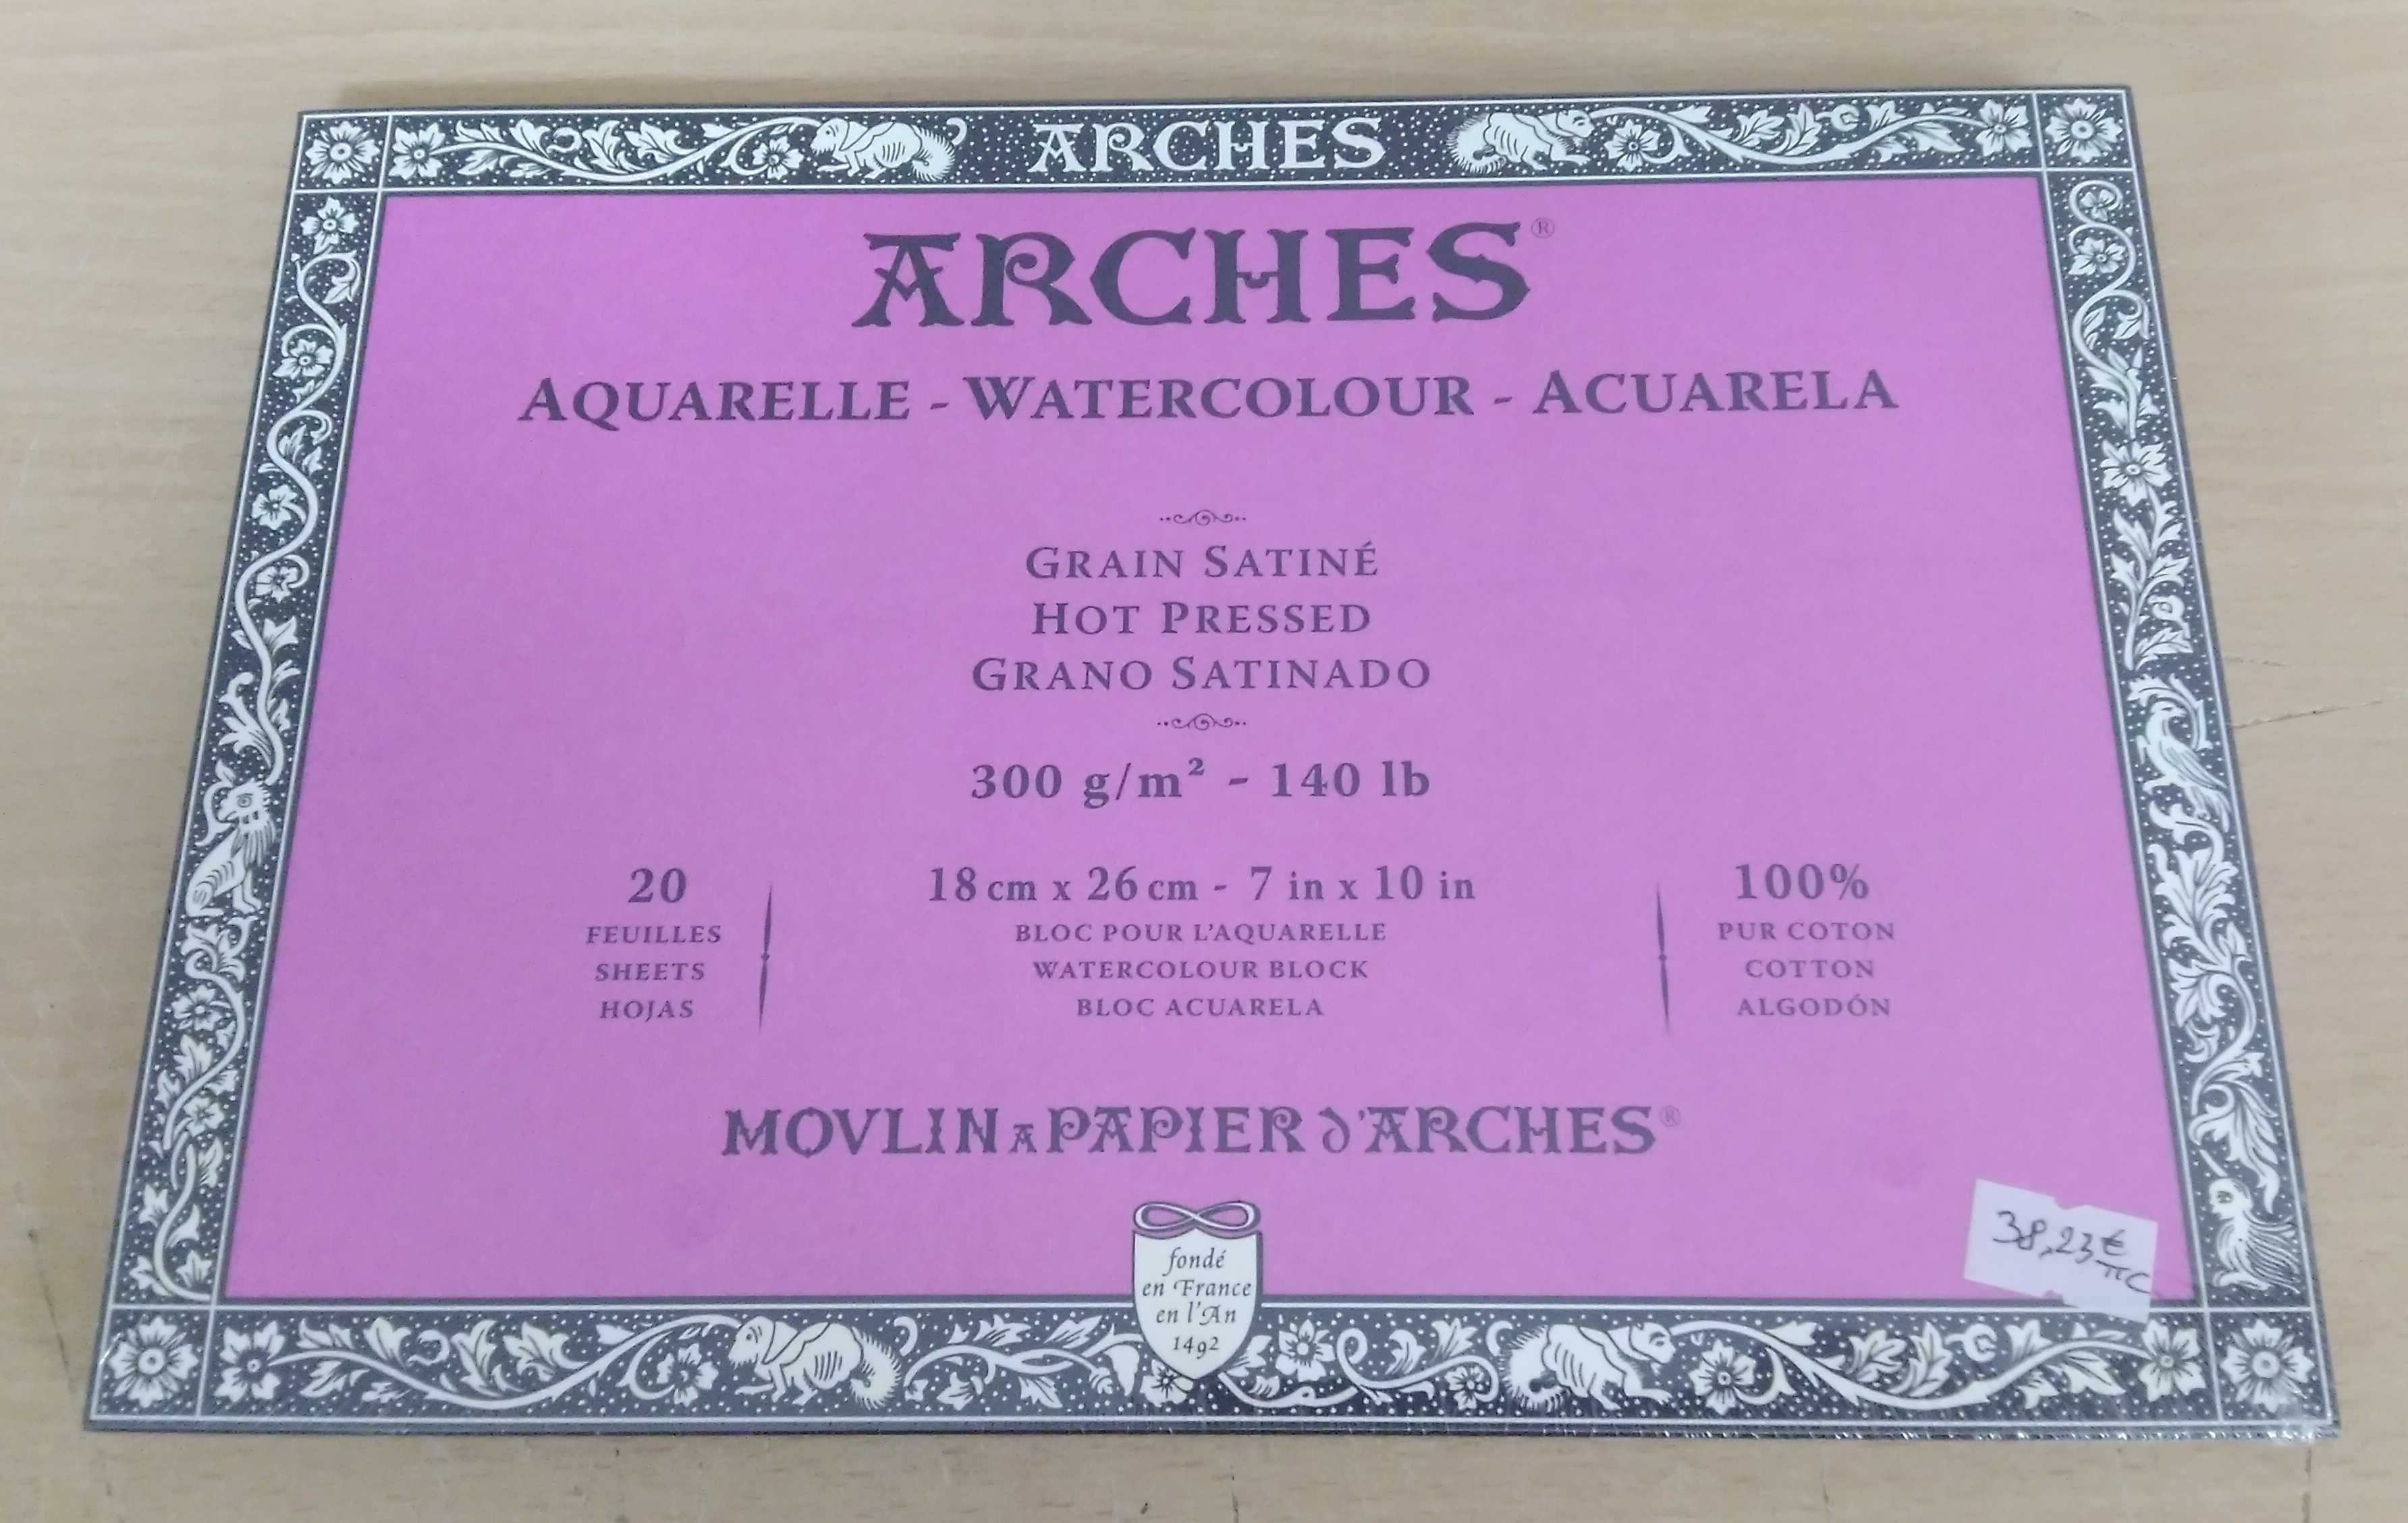 ARCHES
ARCHES®
AQUARELLE - WATERCOLOUR - ACUARELA
GRAIN SATINÉ
HOT PRESSED
GRANO SATINADO
300 g/m² - 140 lb
20
FEUILLES
SHEETS
HOJAS
18 cm x 26 cm - 7 in x 10 in
BLOC POUR L'AQUARELLE
WATERCOLOUR BLOCK
BLOC ACUARELA
100%
PUR COTON
COTTON
ALGODÓN
MOVLIN A PAPIER d'ARCHES®
fondé
en France
en l'An
1492
38,23€
TTC